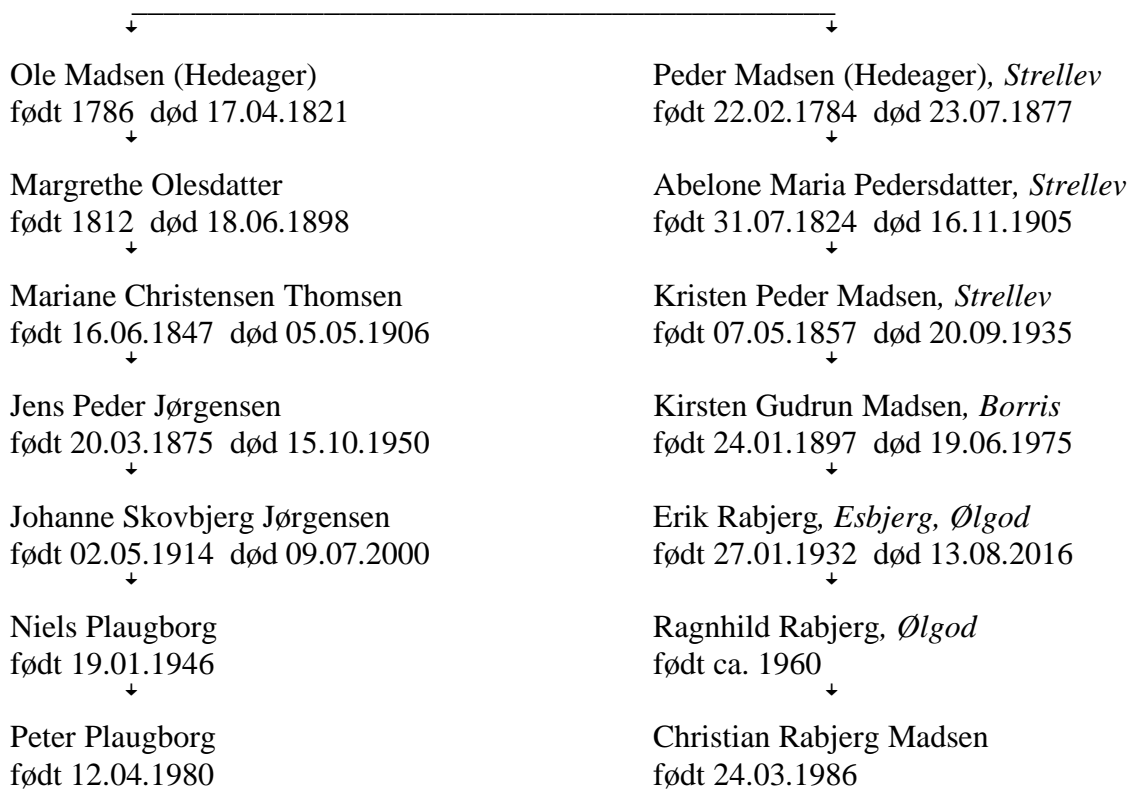 Ole Madsen (Hedeager)
født 1786 død 17.04.1821
Margrethe Olesdatter
født 1812 død 18.06.1898
Mariane Christensen Thomsen
født 16.06.1847 død 05.05.1906
Jens Peder Jørgensen
født 20.03.1875 død 15.10.1950
Johanne Skovbjerg Jørgensen
født 02.05.1914 død 09.07.2000
Niels Plaugborg
født 19.01.1946
Peter Plaugborg
født 12.04.1980
Peder Madsen (Hedeager), Strellev
født 22.02.1784 død 23.07.1877
Abelone Maria Pedersdatter, Strellev
født 31.07.1824 død 16.11.1905
Kristen Peder Madsen, Strellev
født 07.05.1857 død 20.09.1935
Kirsten Gudrun Madsen, Borris
født 24.01.1897 død 19.06.1975
Erik Rabjerg, Esbjerg, Ølgod
født 27.01.1932 død 13.08.2016
Ragnhild Rabjerg, Ølgod
født ca. 1960
Christian Rabjerg Madsen
født 24.03.1986